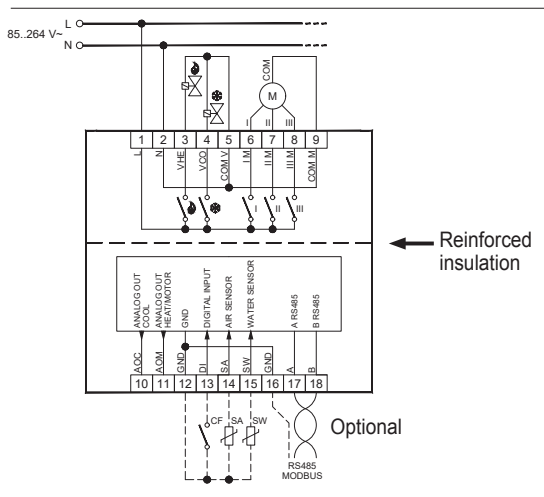 L
85..264 V~
N
COM
M
I
II
III
1 2 3 4 5 6 7 8 9
L
N
VHE
VCO
COM V
I M
II M
III M
COM M
I
II
III
Reinforced
insulation
ANALOG OUT
COOL
ANALOG OUT
HEAT/MOTOR
GND
DIGITAL INPUT
AIR SENSOR
WATER SENSOR
A RS485
B RS485
AOC
AOM
GND
DI
SA
SW
GND
A
B
10 11 12 13 14 15 16 17 18
CF SA SW
Optional
RS485
MODBUS